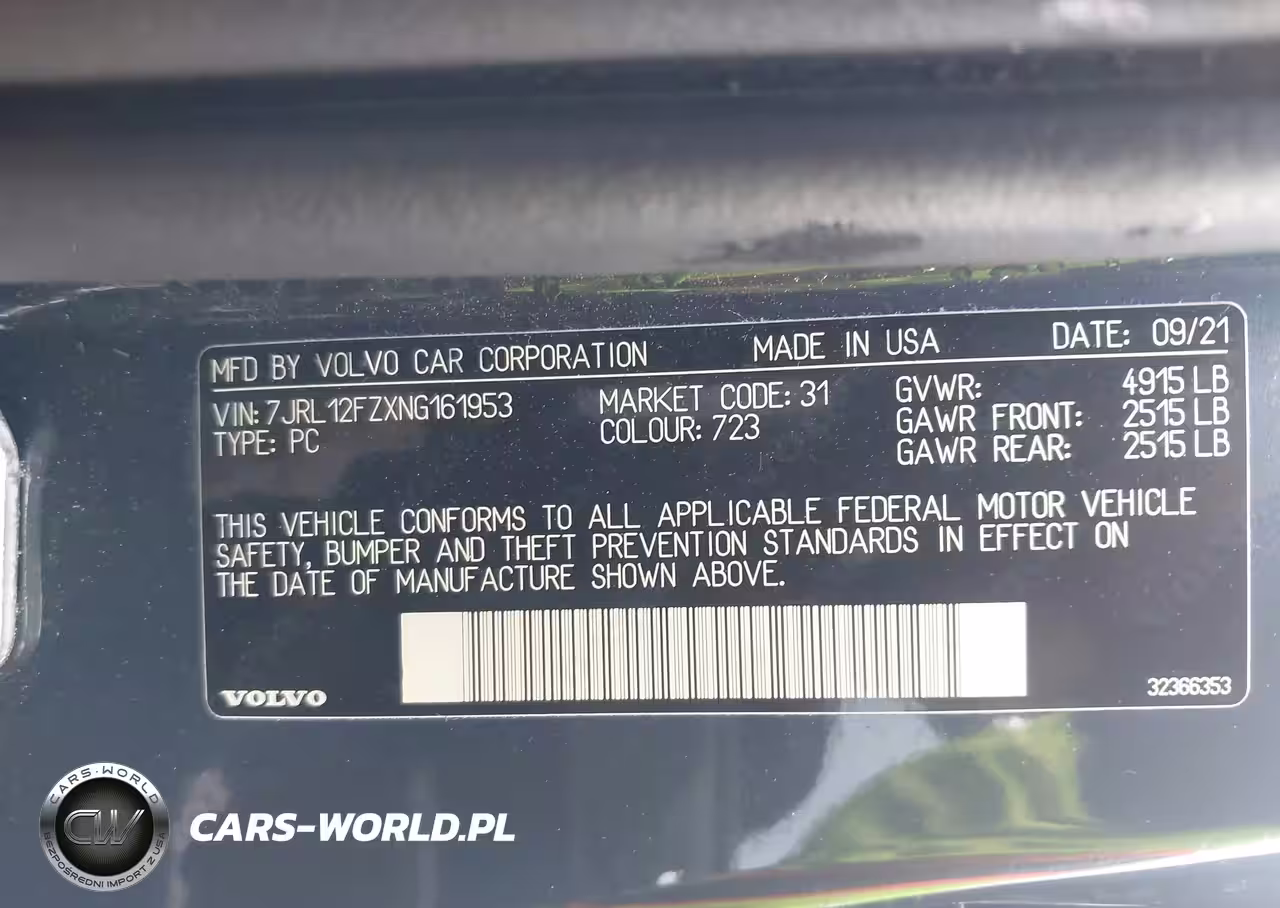 MFD BY VOLVO CAR CORPORATION MADE IN USA DATE: 09/21
VIN: 7JRL12FZXNG161953 MARKET CODE: 31 GVWR: 4915 LB
TYPE: PC COLOUR: 723 GAWR FRONT: 2515 LB
GAWR REAR: 2515 LB
THIS VEHICLE CONFORMS TO ALL APPLICABLE FEDERAL MOTOR VEHICLE
SAFETY, BUMPER AND THEFT PREVENTION STANDARDS IN EFFECT ON
THE DATE OF MANUFACTURE SHOWN ABOVE.
VOLVO 32366353
CARS-WORLD
CW
BEZPOŚREDNI IMPORT Z USA
CARS-WORLD.PL